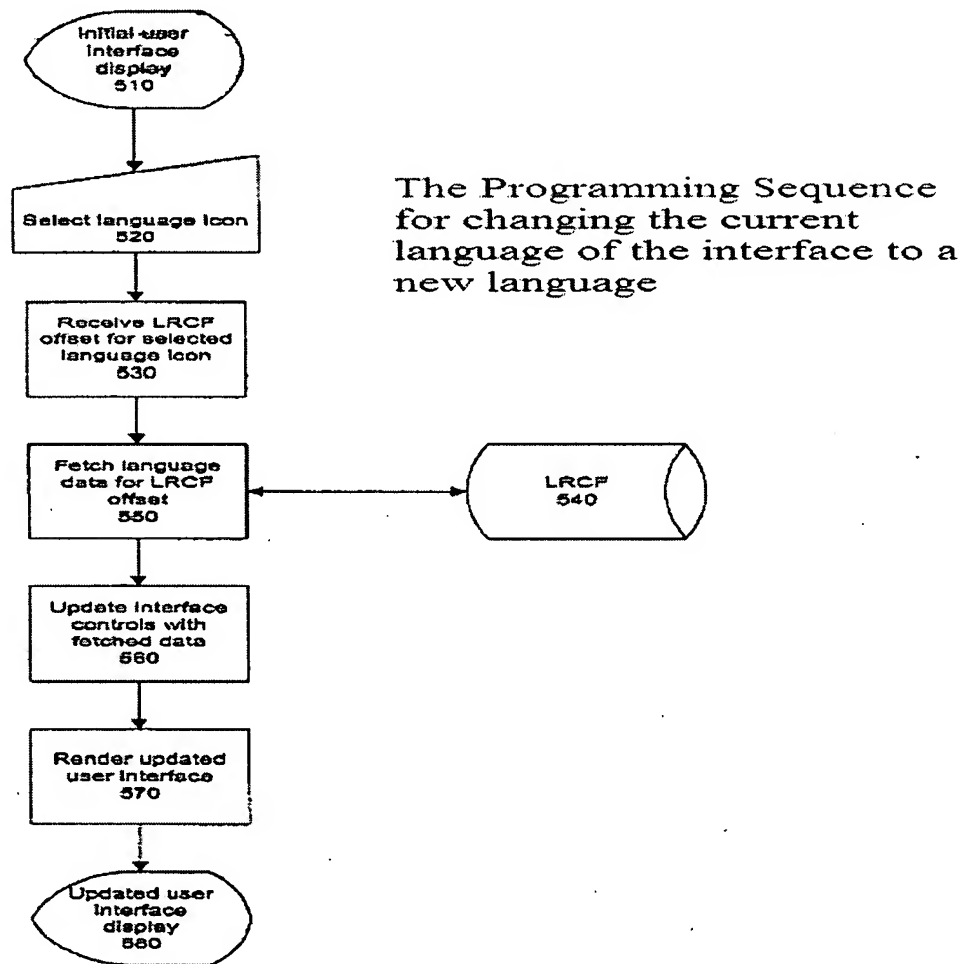 Initial user
interface
display
510
Select language icon
520
The Programming Sequence
for changing the current
language of the interface to a
new language
Receive LRCF
offset for selected
language icon
530
Fetch language
data for LRCF
offset
550
LRCF
540
Update interface
controls with
fetched data
560
Render updated
user interface
570
Updated user
interface
display
580